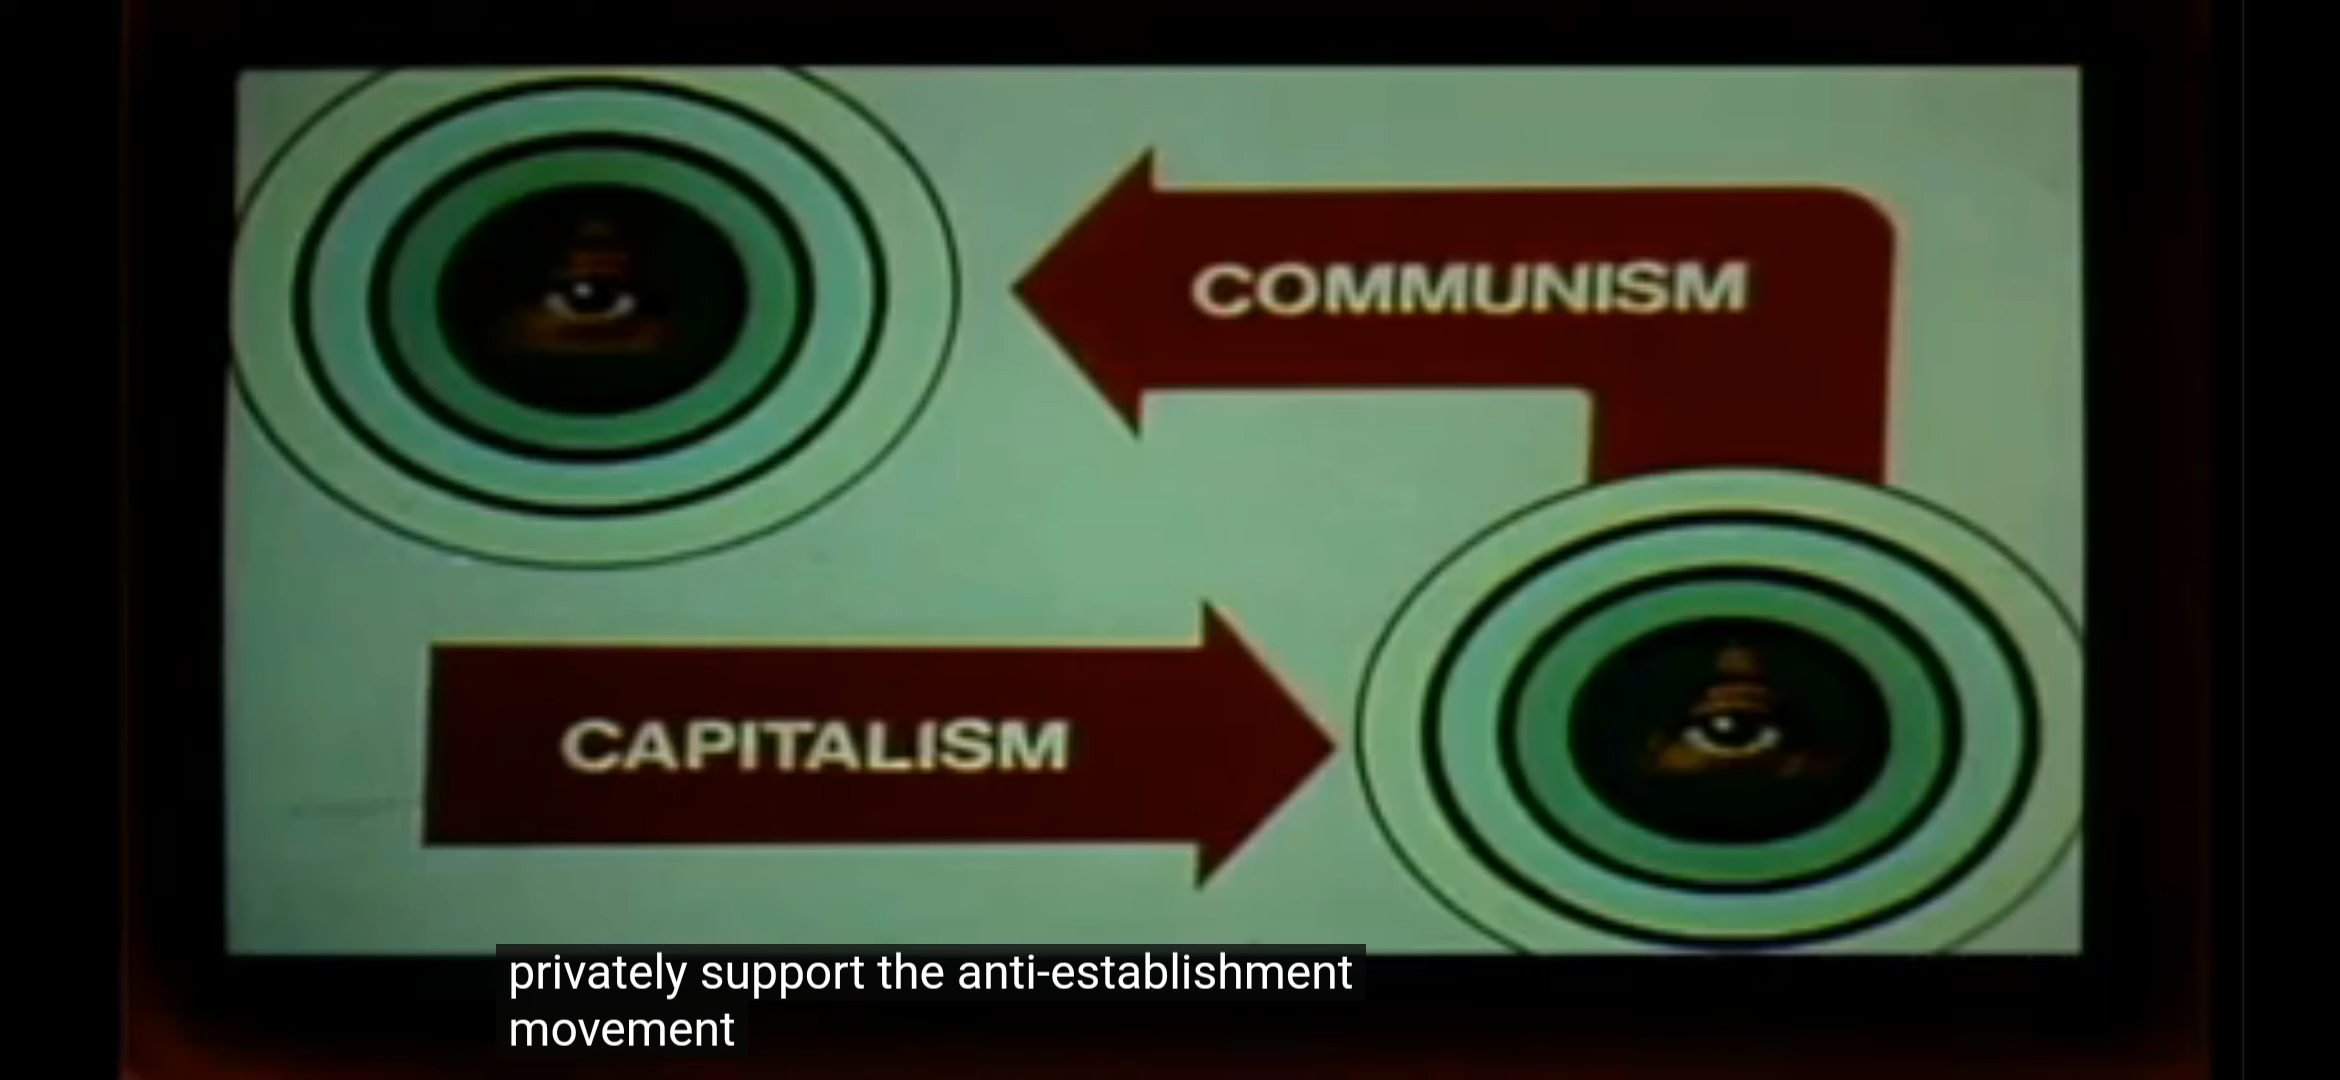 COMMUNISM
CAPITALISM
privately support the anti-establishment
movement